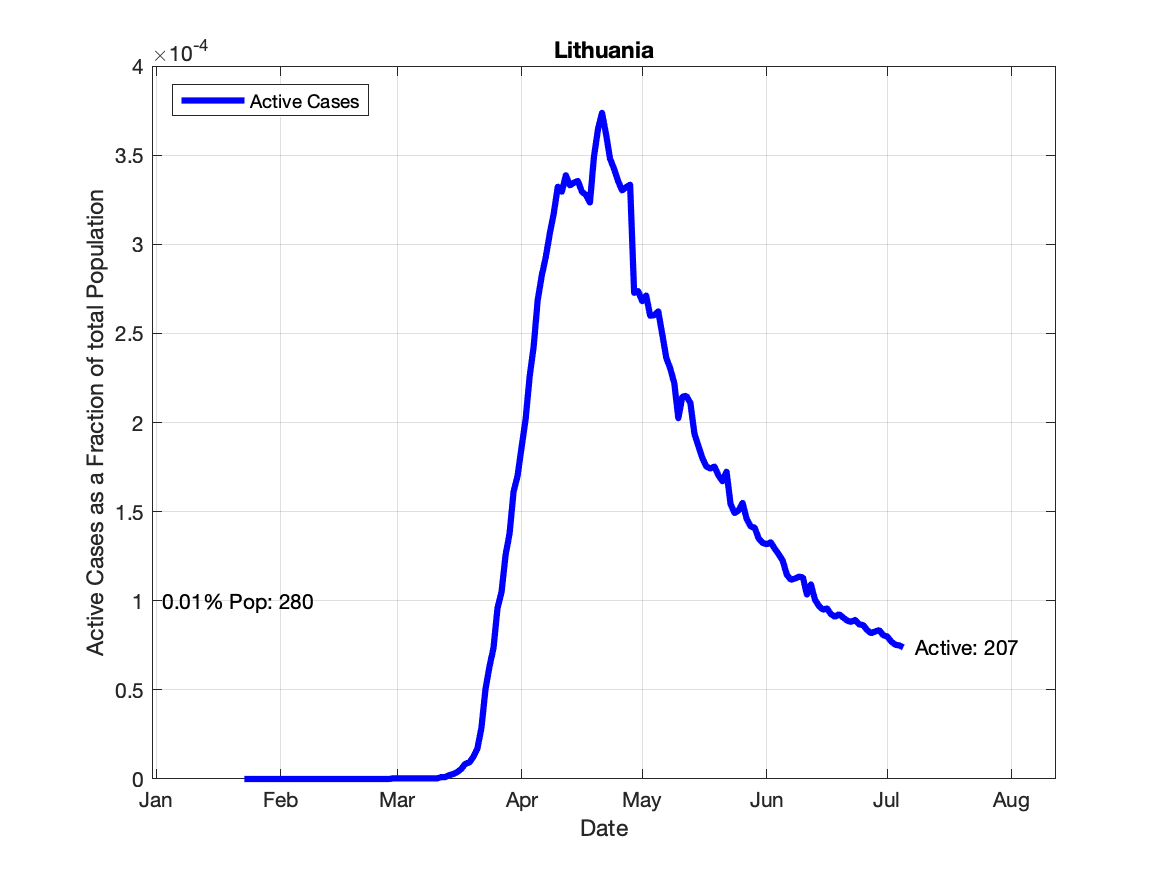 Lithuania
×10-4
Active Cases
4
3.5
3
2.5
2
1.5
1
0.5
0
Active Cases as a Fraction of total Population
0.01% Pop: 280
Active: 207
Jan Feb Mar Apr May Jun Jul Aug
Date